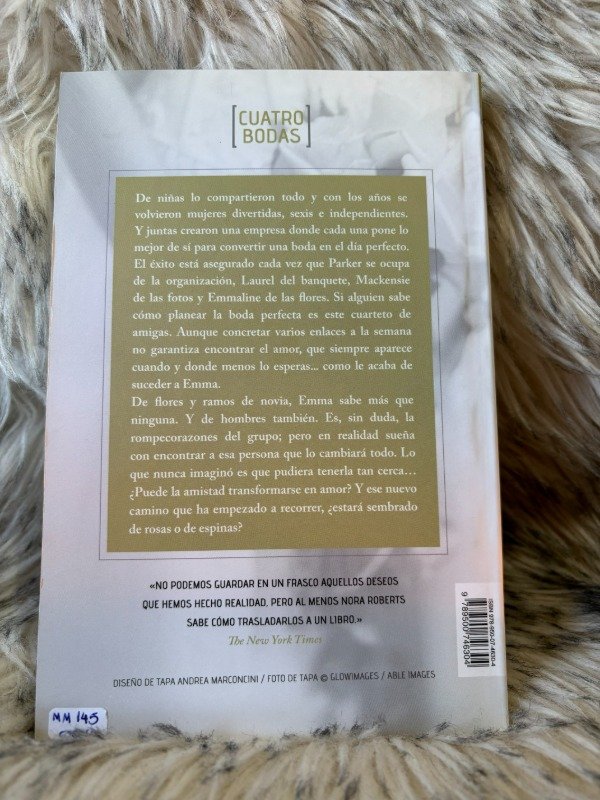 [CUATRO
BODAS]
De niñas lo compartieron todo y con los años se
volvieron mujeres divertidas, sexis e independientes.
Y juntas crearon una empresa donde cada una pone lo
mejor de sí para convertir una boda en el día perfecto.
El éxito está asegurado cada vez que Parker se ocupa
de la organización, Laurel del banquete, Mackensie
de las fotos y Emmaline de las flores. Si alguien sabe
cómo planear la boda perfecta es este cuarteto de
amigas. Aunque concretar varios enlaces a la semana
no garantiza encontrar el amor, que siempre aparece
cuando y donde menos lo esperas... como le acaba de
suceder a Emma.
De flores y ramos de novia, Emma sabe más que
ninguna. Y de hombres también. Es, sin duda, la
rompecorazones del grupo; pero en realidad sueña
con encontrar a esa persona que lo cambiará todo. Lo
que nunca imaginó es que pudiera tenerla tan cerca...
¿Puede la amistad transformarse en amor? Y ese nuevo
camino que ha empezado a recorrer, ¿estará sembrado
de rosas o de espinas?
«NO PODEMOS GUARDAR EN UN FRASCO AQUELLOS DESEOS
QUE HEMOS HECHO REALIDAD, PERO AL MENOS NORA ROBERTS
SABE CÓMO TRASLADARLOS A UN LIBRO.»
The New York Times
DISEÑO DE TAPA ANDREA MARCONCINI / FOTO DE TAPA © GLOWIMAGES / ABLE IMAGES
ISBN 978-950-07-4630-4
9 789500 746304
MM 145